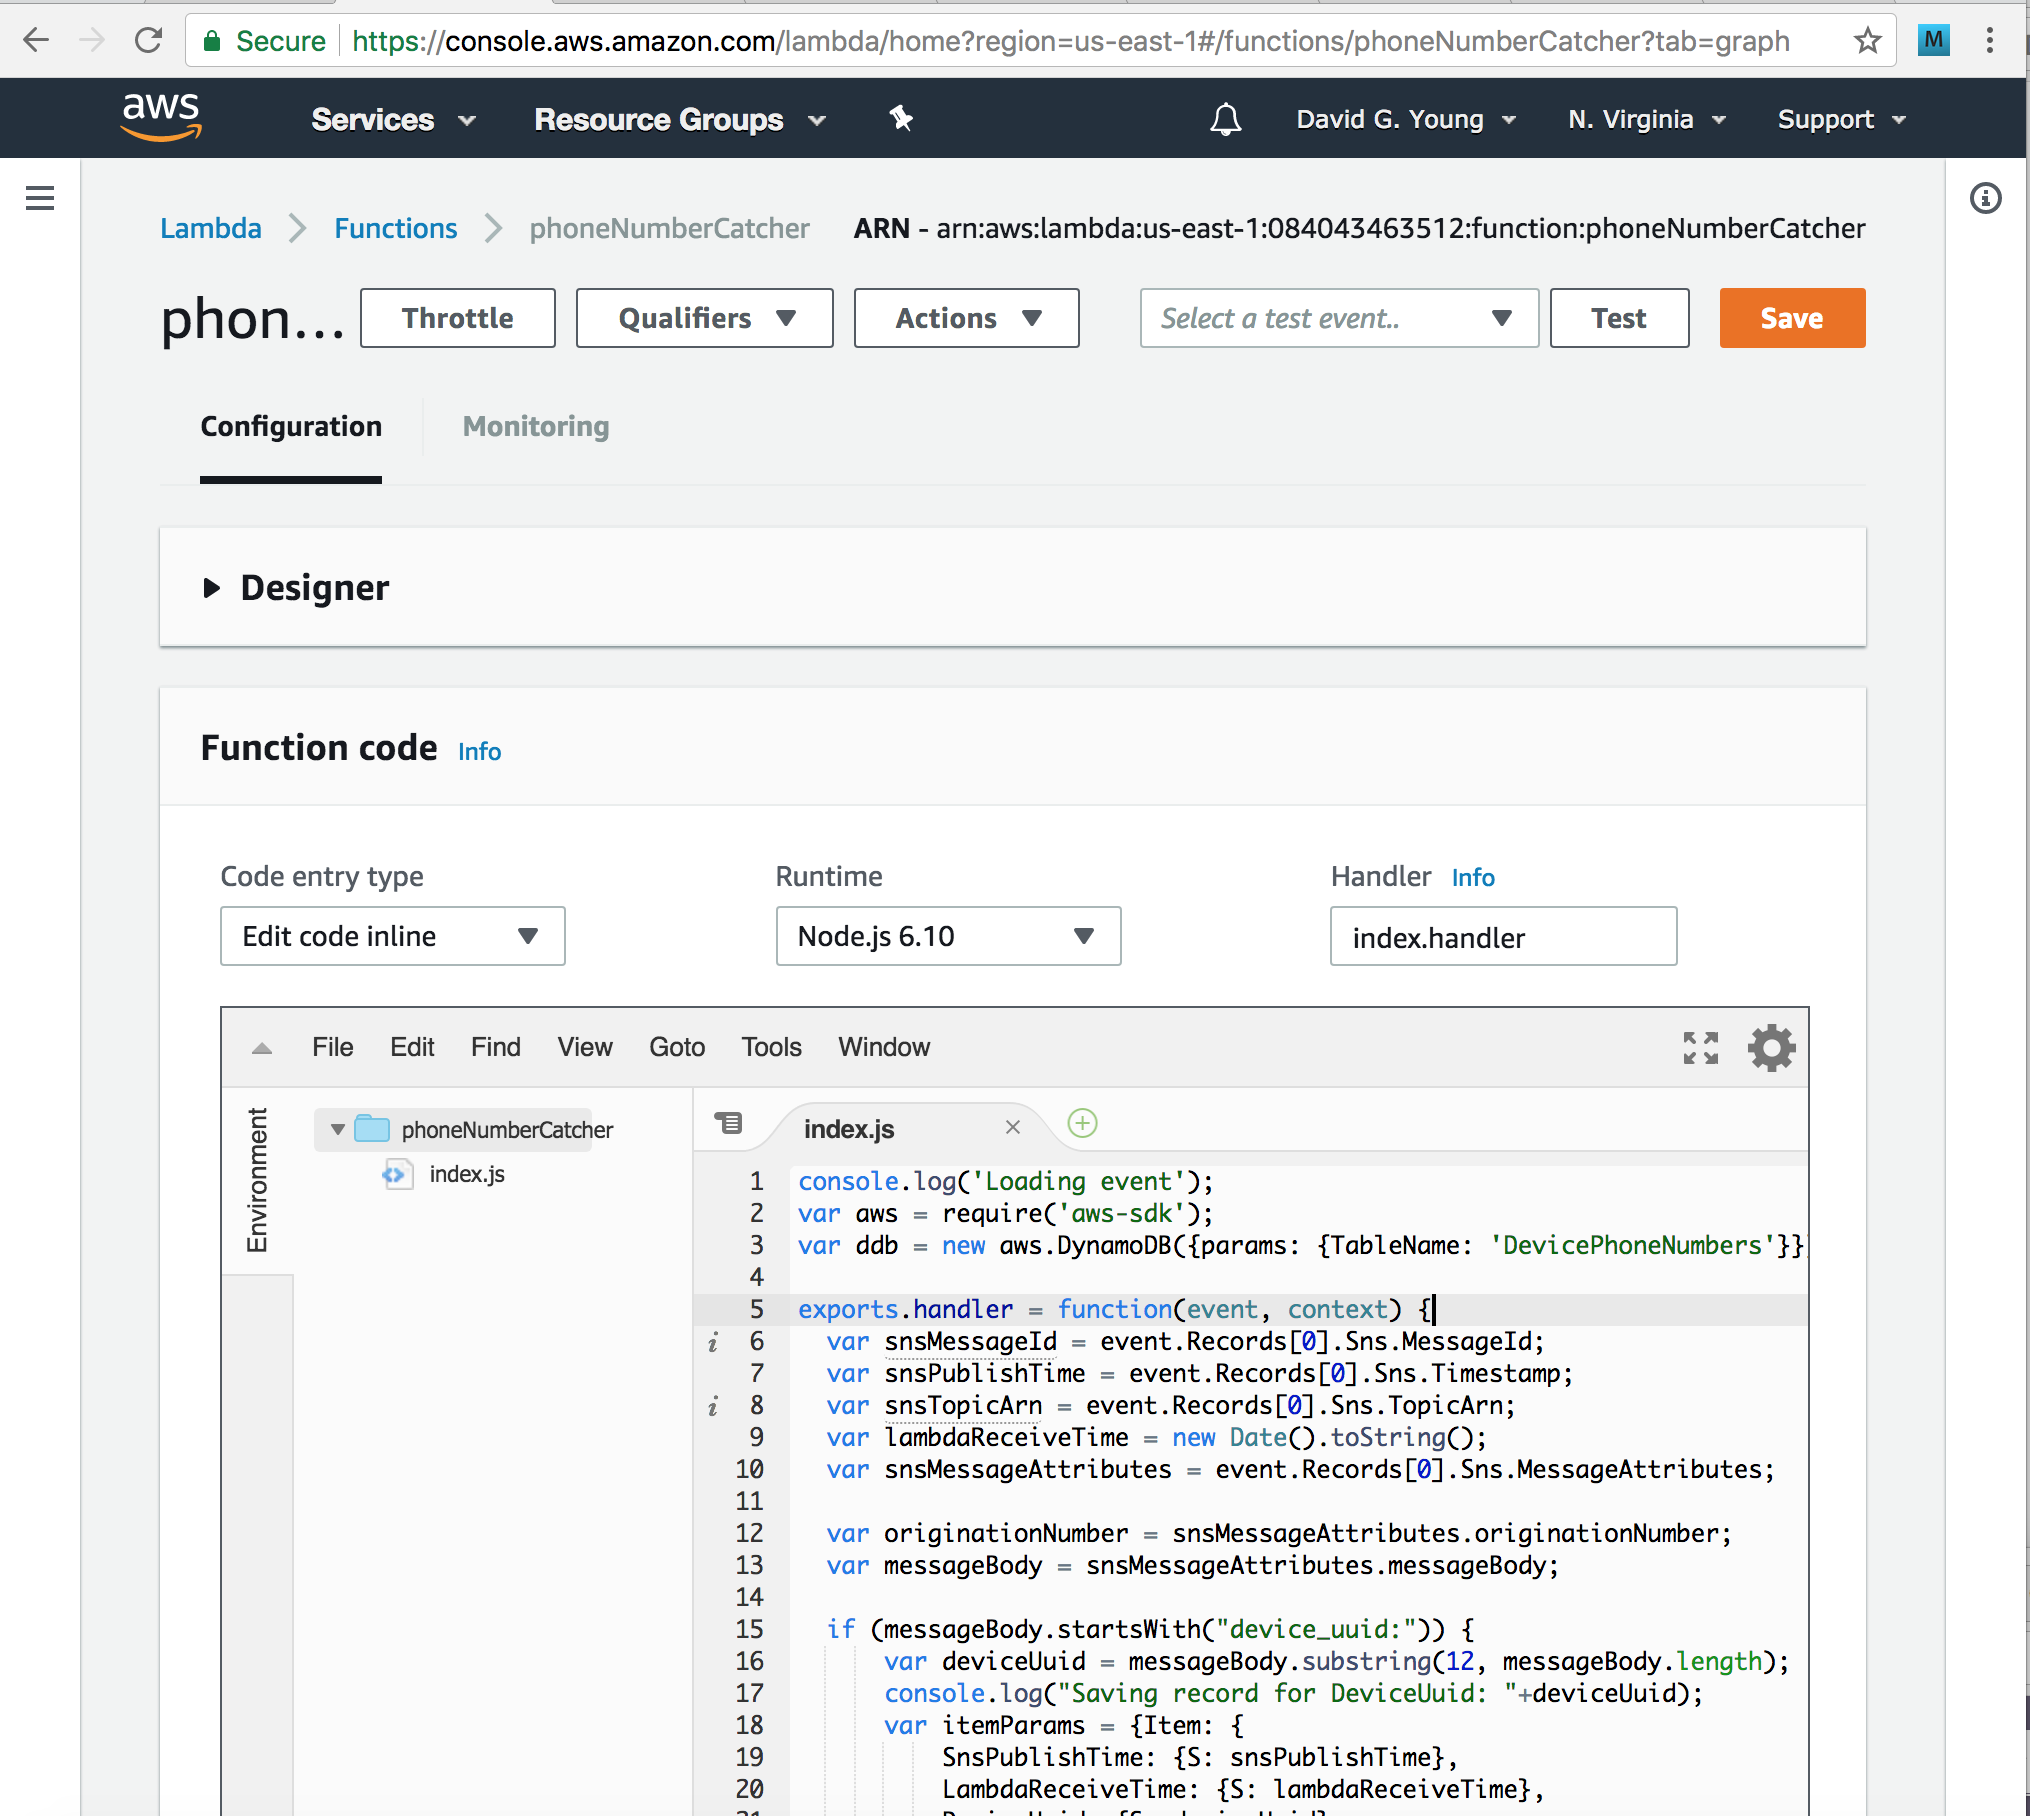 Secure https://console.aws.amazon.com/lambda/home?region=us-east-1#/functions/phoneNumberCatcher?tab=graph M
aws Services Resource Groups David G. Young N. Virginia Support
Lambda Functions phoneNumberCatcher ARN - arn:aws:lambda:us-east-1:084043463512:function:phoneNumberCatcher
phon... Throttle Qualifiers Actions Select a test event.. Test Save
Configuration Monitoring
Designer
Function code Info
Code entry type Runtime Handler Info
Edit code inline Node.js 6.10 index.handler
File Edit Find View Goto Tools Window
Environment
phoneNumberCatcher
index.js
index.js
1 console.log('Loading event');
2 var aws = require('aws-sdk');
3 var ddb = new aws.DynamoDB({params: {TableName: 'DevicePhoneNumbers'}}
4
5 exports.handler = function(event, context) {
i 6 var snsMessageId = event.Records[0].Sns.MessageId;
7 var snsPublishTime = event.Records[0].Sns.Timestamp;
i 8 var snsTopicArn = event.Records[0].Sns.TopicArn;
9 var lambdaReceiveTime = new Date().toString();
10 var snsMessageAttributes = event.Records[0].Sns.MessageAttributes;
11
12 var originationNumber = snsMessageAttributes.originationNumber;
13 var messageBody = snsMessageAttributes.messageBody;
14
15 if (messageBody.startsWith("device_uuid:")) {
16 var deviceUuid = messageBody.substring(12, messageBody.length);
17 console.log("Saving record for DeviceUuid: "+deviceUuid);
18 var itemParams = {Item: {
19 SnsPublishTime: {S: snsPublishTime},
20 LambdaReceiveTime: {S: lambdaReceiveTime},